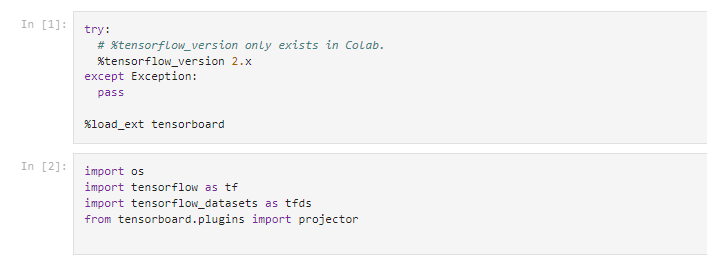 In [1]:
try:
  # %tensorflow_version only exists in Colab.
  %tensorflow_version 2.x
except Exception:
  pass

%load_ext tensorboard
In [2]:
import os
import tensorflow as tf
import tensorflow_datasets as tfds
from tensorboard.plugins import projector